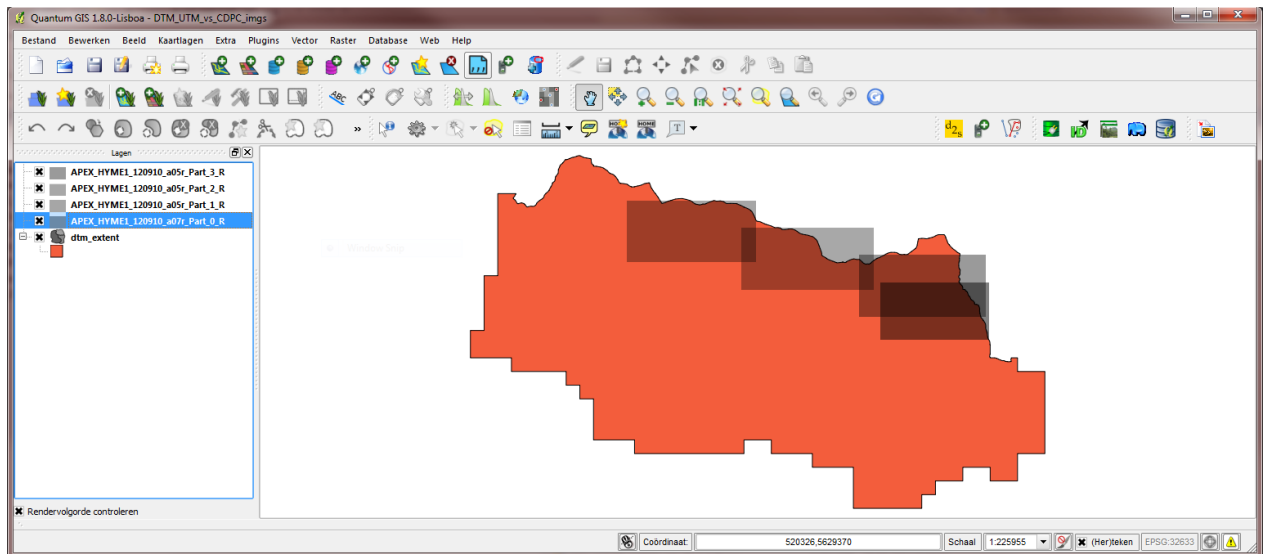 Quantum GIS 1.8.0-Lisboa - DTM_UTM_vs_CDPC_imgs
Bestand Bewerken Beeld Kaartlagen Extra Plugins Vector Raster Database Web Help
Lagen
APEX_HYME1_120910_a05r_Part_3_R
APEX_HYME1_120910_a05r_Part_2_R
APEX_HYME1_120910_a05r_Part_1_R
APEX_HYME1_120910_a07r_Part_0_R
dtm_extent
Rendervolgorde controleren
Coördinaat: 520326,5629370 Schaal 1:225955 (Her)teken EPSG:32633